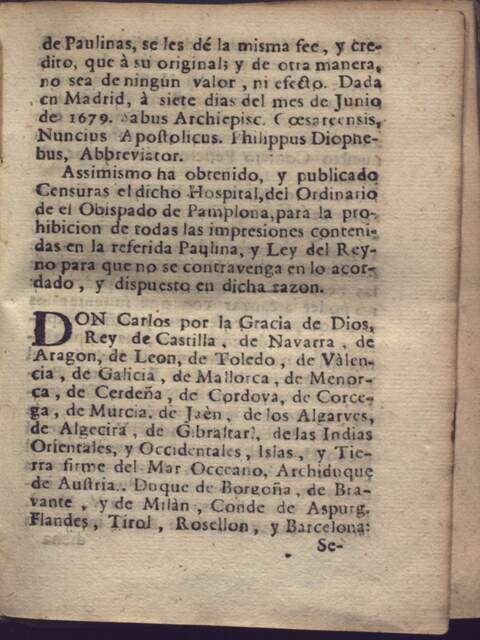 de Paulinas, se les dé la misma fee, y cre-
dito, que à su original; y de otra manera,
no sea de ningun valor, ni efecto. Dada
en Madrid, à siete dias del mes de Junio
de 1679. Sabus Archiepisc. Cœsareensis,
Nuncius Apostolicus. Philippus Diophe-
bus, Abbreviator.
Assimismo ha obtenido, y publicado
Censuras el dicho Hospital, del Ordinario
de el Obispado de Pamplona, para la pro-
hibicion de todas las impresiones conteni-
das en la referida Paulina, y Ley del Rey-
no para que no se contravenga en lo acor-
dado, y dispuesto en dicha razon.
DON Carlos por la Gracia de Dios,
Rey de Castilla, de Navarra, de
Aragon, de Leon, de Toledo, de Vàlen-
cia, de Galicia, de Mallorca, de Menor-
ca, de Cerdeña, de Cordova, de Corce-
ga, de Murcia, de Jaèn, de los Algarves,
de Algecira, de Gibraltar, de las Indias
Orientales, y Occidentales, Islas, y Tie-
rra firme del Mar Occeano, Archiduque
de Austria, Duque de Borgoña, de Bra-
vante, y de Milàn, Conde de Aspurg,
Flandes, Tirol, Rosellon, y Barcelona:
Se-